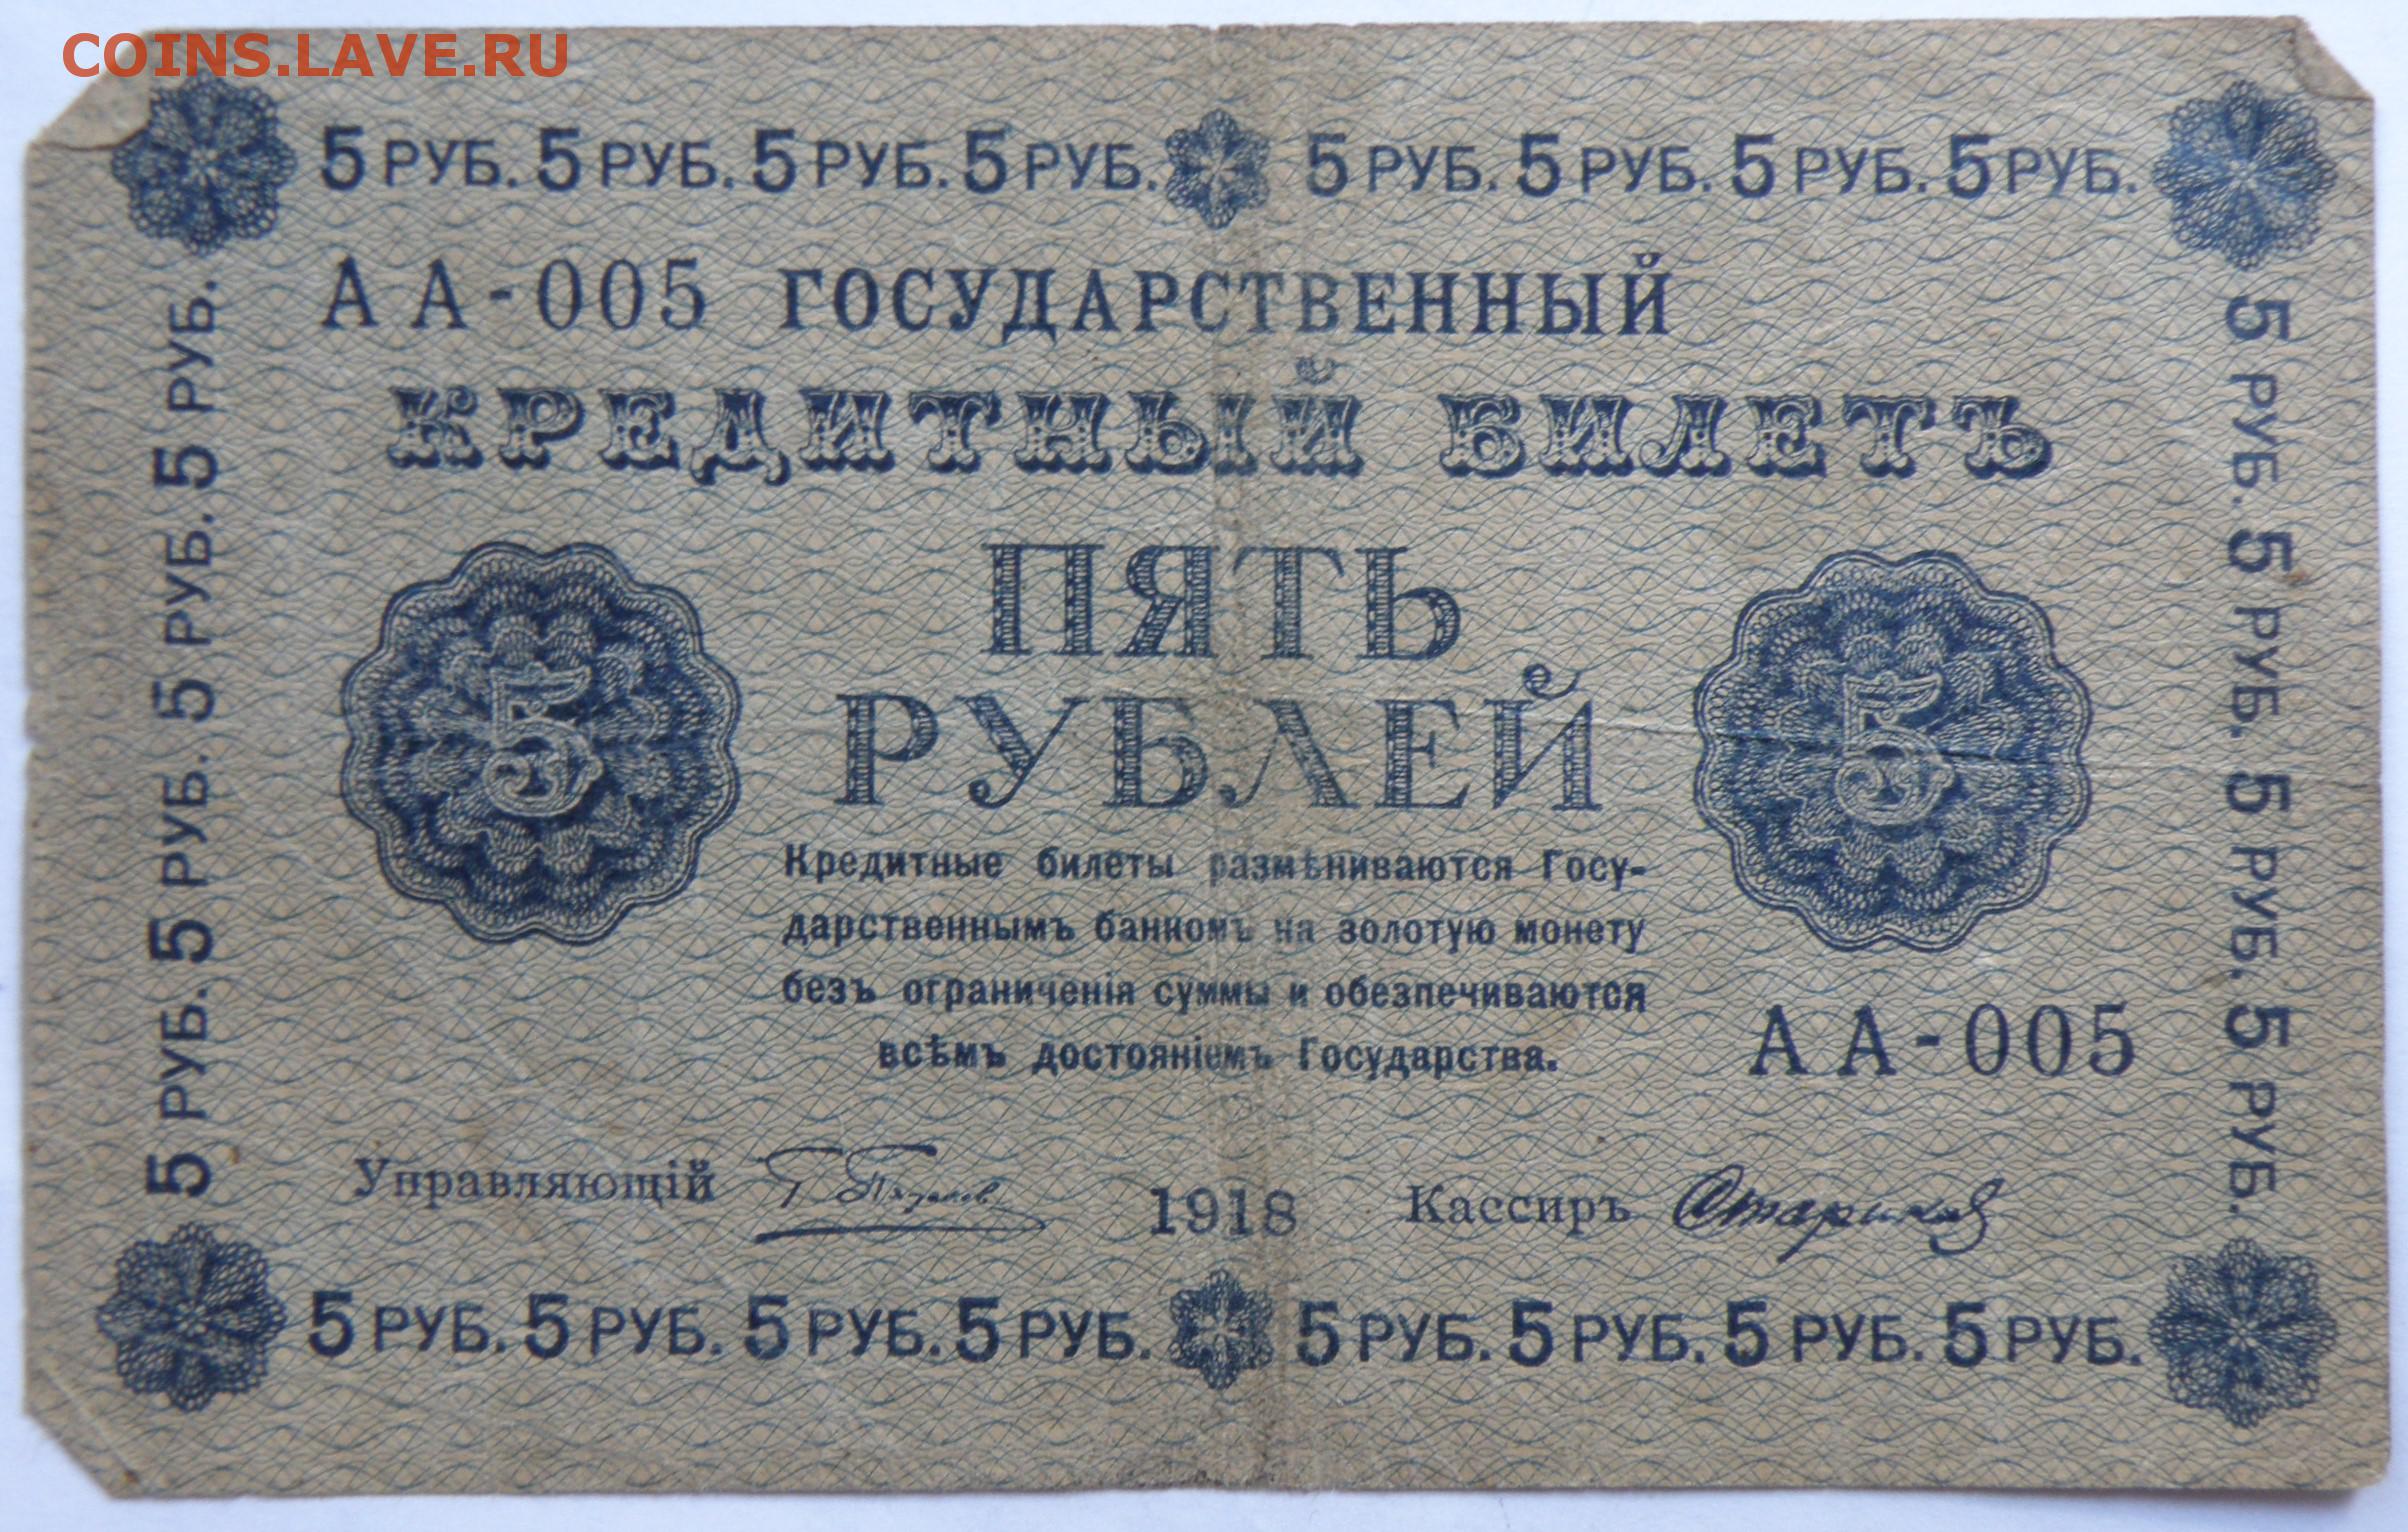 COINS.LAVE.RU
5 РУБ. 5 РУБ. 5 РУБ. 5 РУБ. 5 РУБ. 5 РУБ. 5 РУБ. 5 РУБ.
АА-005 ГОСУДАРСТВЕННЫЙ
КРЕДИТНЫЙ БИЛЕТЪ
5 РУБ. 5 РУБ. 5 РУБ. 5 РУБ.
5 РУБ. 5 РУБ. 5 РУБ. 5 РУБ.
ПЯТЬ
5 РУБЛЕЙ 5
Кредитные билеты размѣниваются Госу-
дарственнымъ банкомъ на золотую монету
безъ ограниченія суммы и обезпечиваются
всѣмъ достояніемъ Государства.
АА-005
Управляющій Г Пятаков 1918 Кассиръ Стариков
5 РУБ. 5 РУБ. 5 РУБ. 5 РУБ. 5 РУБ. 5 РУБ. 5 РУБ. 5 РУБ.